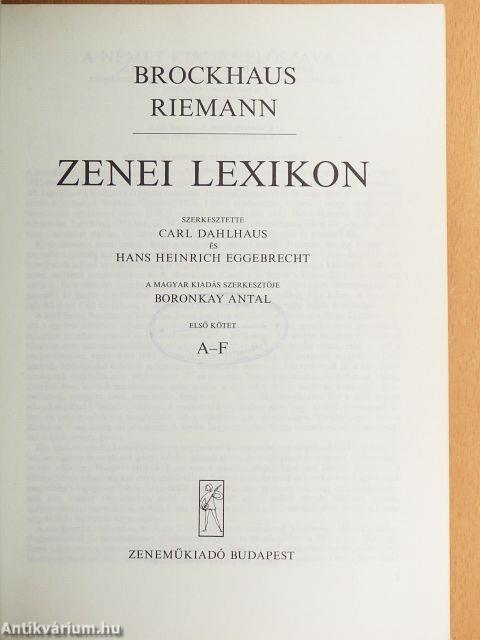 BROCKHAUS
RIEMANN
ZENEI LEXIKON
SZERKESZTETTE
CARL DAHLHAUS
ÉS
HANS HEINRICH EGGEBRECHT
A MAGYAR KIADÁS SZERKESZTŐJE
BORONKAY ANTAL
ELSŐ KÖTET
A–F
ZENEMŰKIADÓ BUDAPEST
Antikvárium.hu